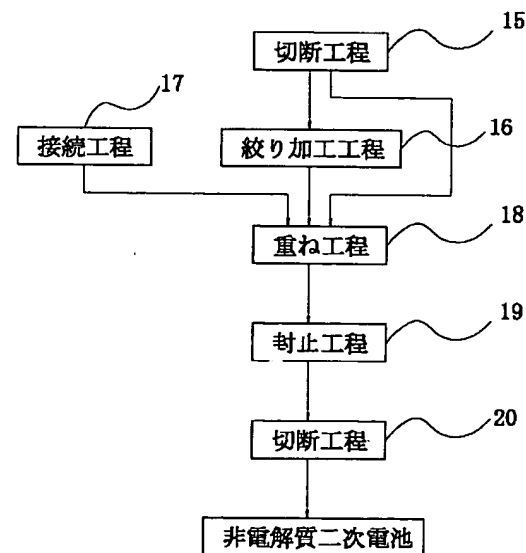 15
切断工程
17
16
接続工程
絞り加工工程
18
重ね工程
19
封止工程
20
切断工程
非電解質二次電池